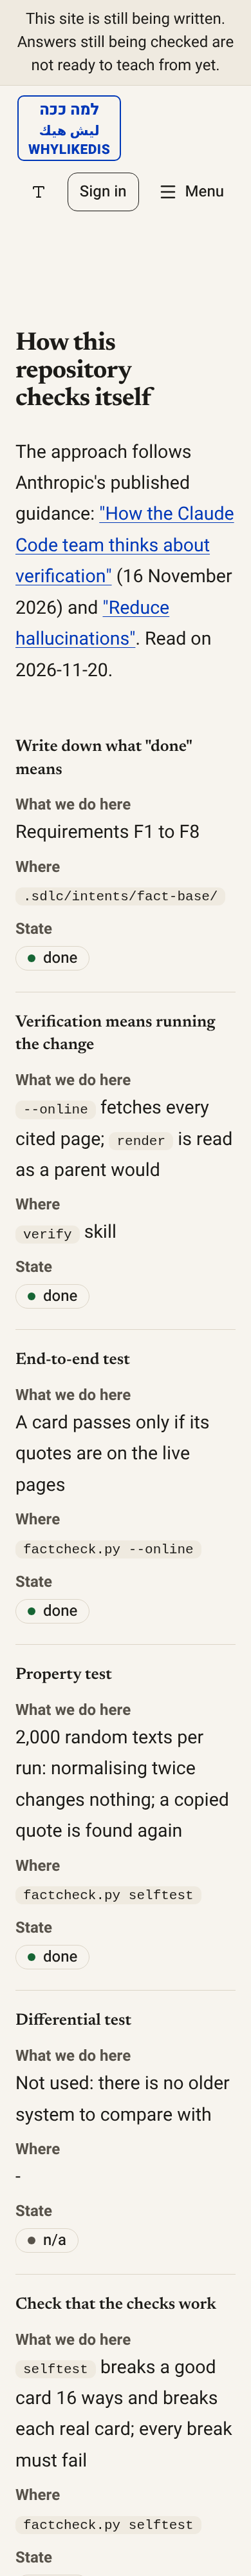 This site is still being written.
Answers still being checked are
not ready to teach from yet.
למה ככה
ليش هيك
WHYLIKEDIS
Sign in
Menu
How this
repository
checks itself
The approach follows
Anthropic's published
guidance: "How the Claude
Code team thinks about
verification" (16 November
2026) and "Reduce
hallucinations". Read on
2026-11-20.
Write down what "done"
means
What we do here
Requirements F1 to F8
Where
.sdlc/intents/fact-base/
State
done
Verification means running
the change
What we do here
--online fetches every
cited page; render is read
as a parent would
Where
verify skill
State
done
End-to-end test
What we do here
A card passes only if its
quotes are on the live
pages
Where
factcheck.py --online
State
done
Property test
What we do here
2,000 random texts per
run: normalising twice
changes nothing; a copied
quote is found again
Where
factcheck.py selftest
State
done
Differential test
What we do here
Not used: there is no older
system to compare with
Where
-
State
n/a
Check that the checks work
What we do here
selftest breaks a good
card 16 ways and breaks
each real card; every break
must fail
Where
factcheck.py selftest
State